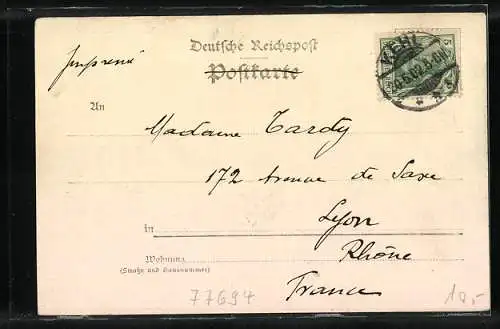 Deutsche Reichspost
Postkarte
Imprimé
An
Madame Tardy
172 Avenue de Saxe
in Lyon
Rhône
Wohnung
(Straße und Hausnummer)
France
KEHL
5
77694
10,-